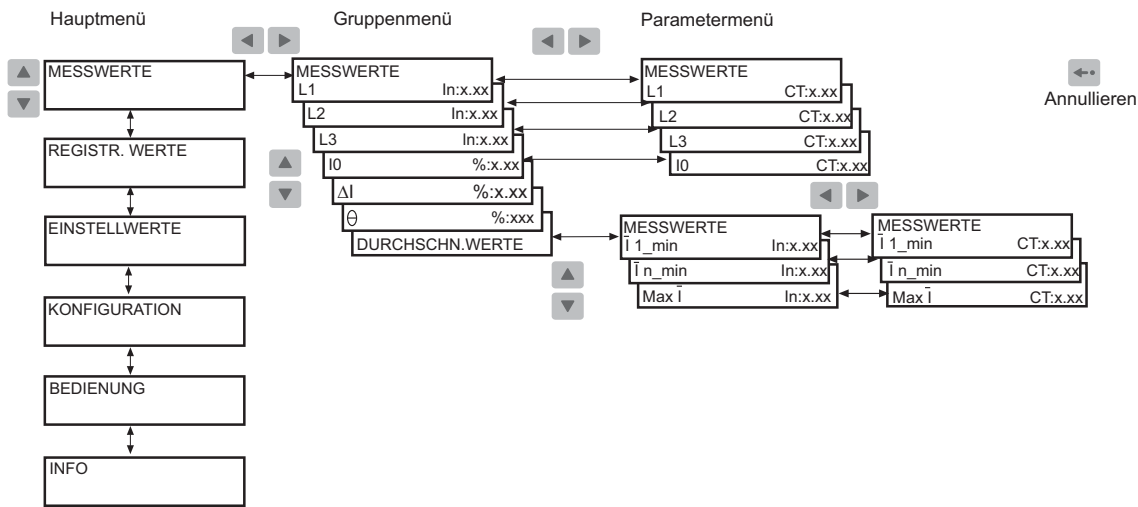 Hauptmenü
Gruppenmenü
Parametermenü
Annullieren
MESSWERTE
REGISTR. WERTE
EINSTELLWERTE
KONFIGURATION
BEDIENUNG
INFO
MESSWERTE
L1 In:x.xx
L2 In:x.xx
L3 In:x.xx
I0 %:x.xx
ΔI %:x.xx
θ %:xxx
DURCHSCHN.WERTE
MESSWERTE
L1 CT:x.xx
L2 CT:x.xx
L3 CT:x.xx
I0 CT:x.xx
MESSWERTE
Ī 1_min In:x.xx
Ī n_min In:x.xx
Max Ī In:x.xx
MESSWERTE
Ī 1_min CT:x.xx
Ī n_min CT:x.xx
Max Ī CT:x.xx